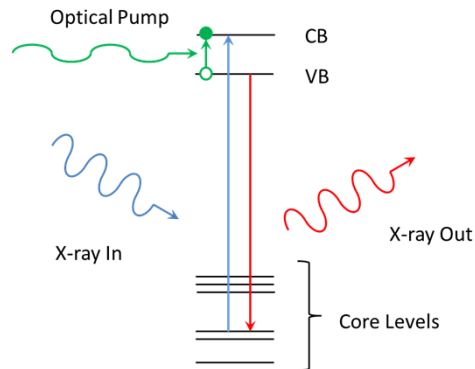 Optical Pump
CB
VB
X-ray In
X-ray Out
Core Levels